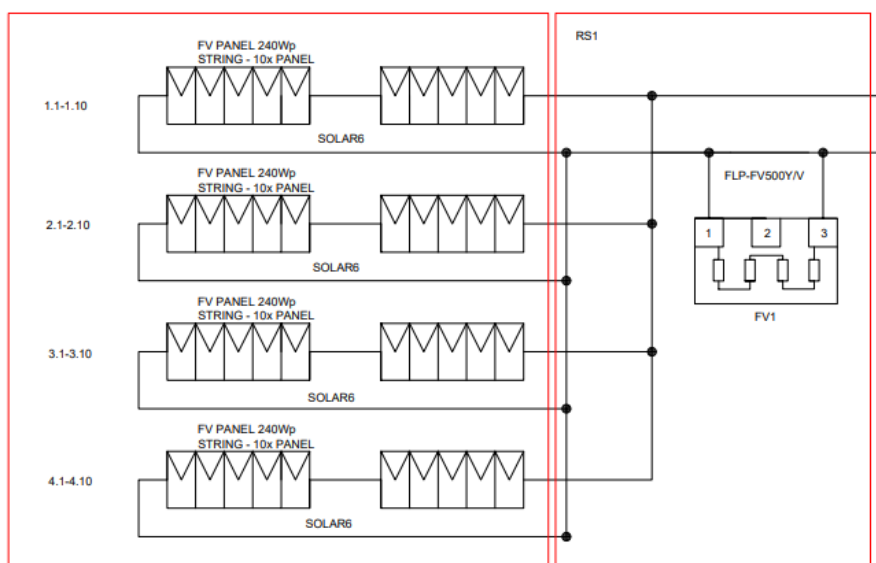 RS1
FV PANEL 240Wp
STRING - 10x PANEL
1.1-1.10
SOLAR6
FV PANEL 240Wp
STRING - 10x PANEL
FLP-FV500Y/V
2.1-2.10
1 2 3
SOLAR6
FV PANEL 240Wp
STRING - 10x PANEL
FV1
3.1-3.10
SOLAR6
FV PANEL 240Wp
STRING - 10x PANEL
4.1-4.10
SOLAR6